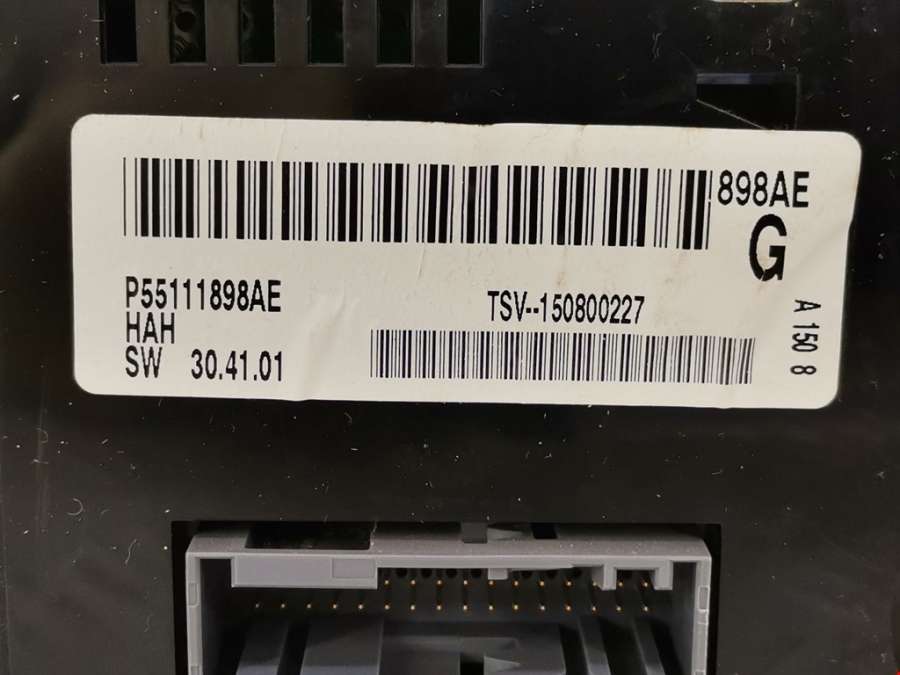 898AE
G
P55111898AE
HAH
SW 30.41.01
TSV--150800227
A 150 8